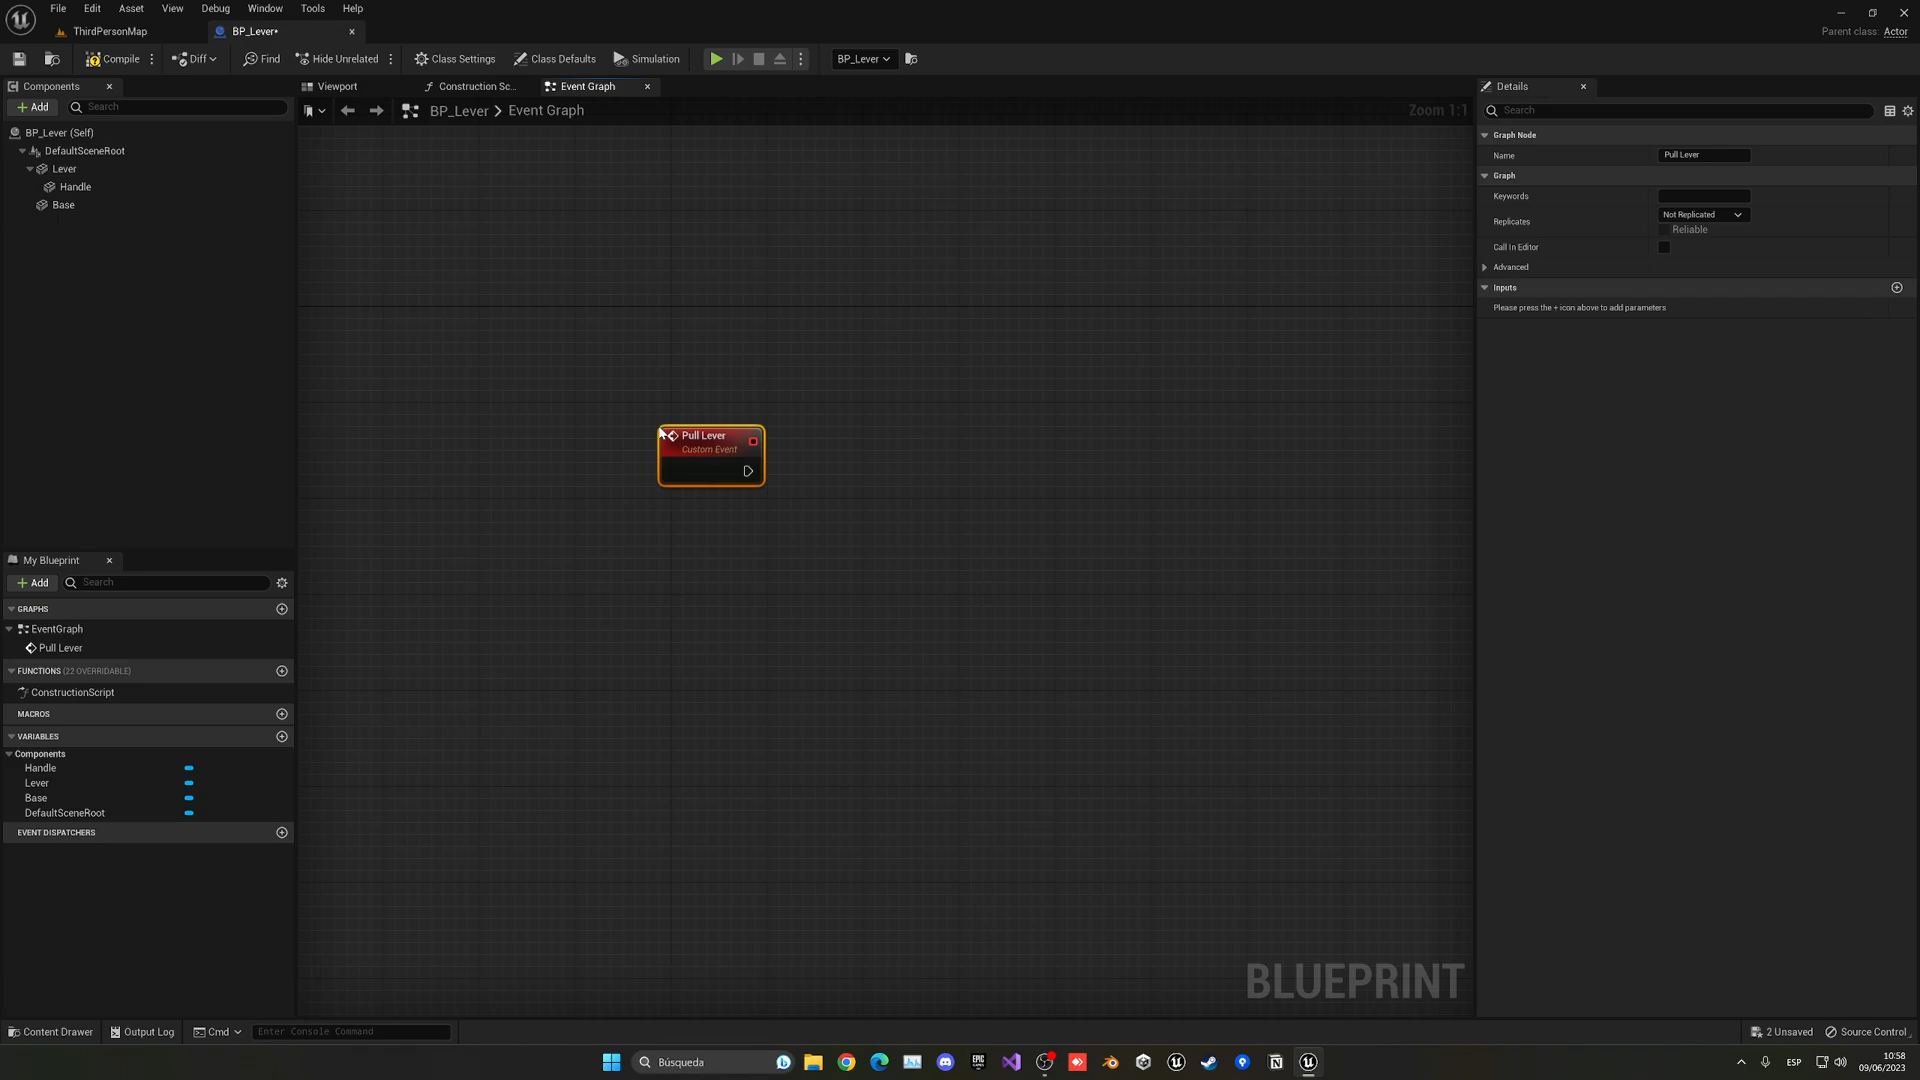 File Edit Asset View Debug Window Tools Help
ThirdPersonMap BP_Lever•
Parent class: Actor
Compile Diff Find Hide Unrelated Class Settings Class Defaults Simulation BP_Lever
Components Viewport Construction Sc... Event Graph Details
Add Search BP_Lever > Event Graph Zoom 1:1 Search
BP_Lever (Self)
DefaultSceneRoot
Lever
Handle
Base
Graph Node
Name Pull Lever
Graph
Keywords
Replicates Not Replicated
Reliable
Call In Editor
Advanced
Inputs
Please press the + icon above to add parameters
Pull Lever
Custom Event
My Blueprint
Add Search
GRAPHS
EventGraph
Pull Lever
FUNCTIONS (22 OVERRIDABLE)
ConstructionScript
MACROS
VARIABLES
Components
Handle
Lever
Base
DefaultSceneRoot
EVENT DISPATCHERS
BLUEPRINT
Content Drawer Output Log Cmd Enter Console Command 2 Unsaved Source Control
Búsqueda ESP 10:58
09/06/2023